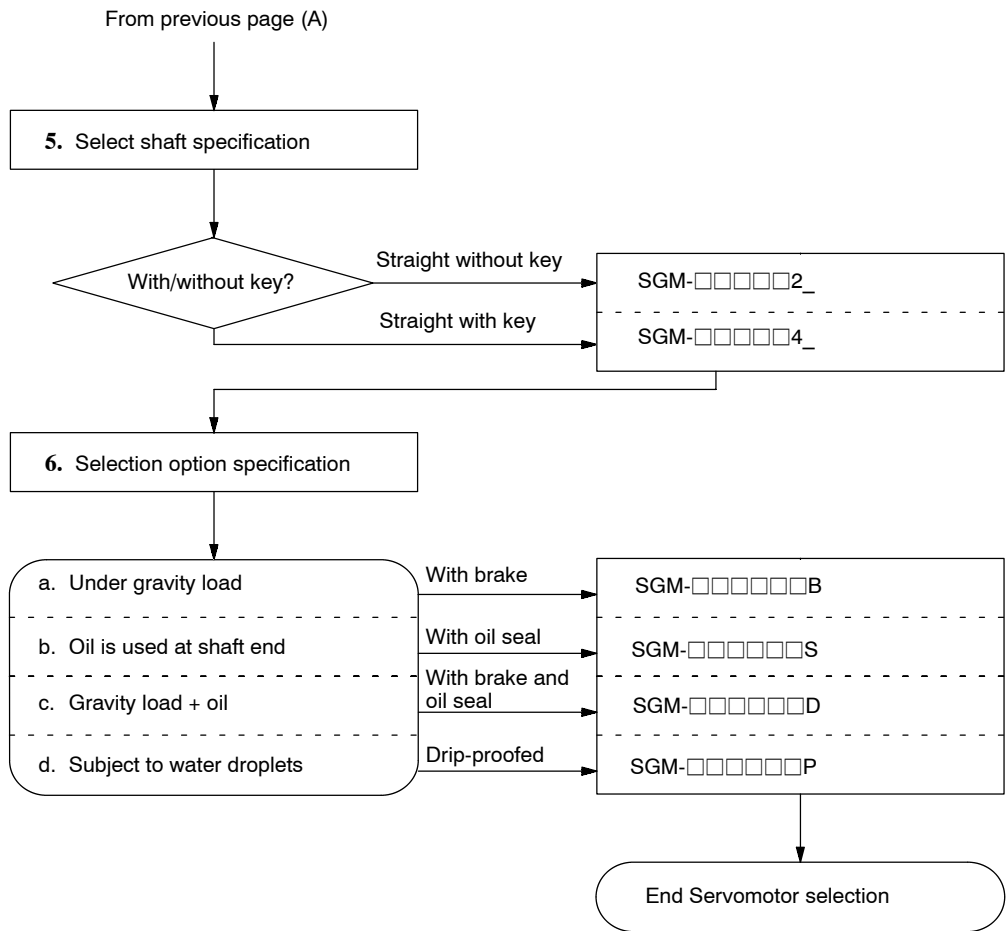 From previous page (A)
5. Select shaft specification
With/without key?
Straight without key
SGM-□□□□□2_
Straight with key
SGM-□□□□□4_
6. Selection option specification
a. Under gravity load
With brake
SGM-□□□□□□B
b. Oil is used at shaft end
With oil seal
SGM-□□□□□□S
c. Gravity load + oil
With brake and
oil seal
SGM-□□□□□□D
d. Subject to water droplets
Drip-proofed
SGM-□□□□□□P
End Servomotor selection